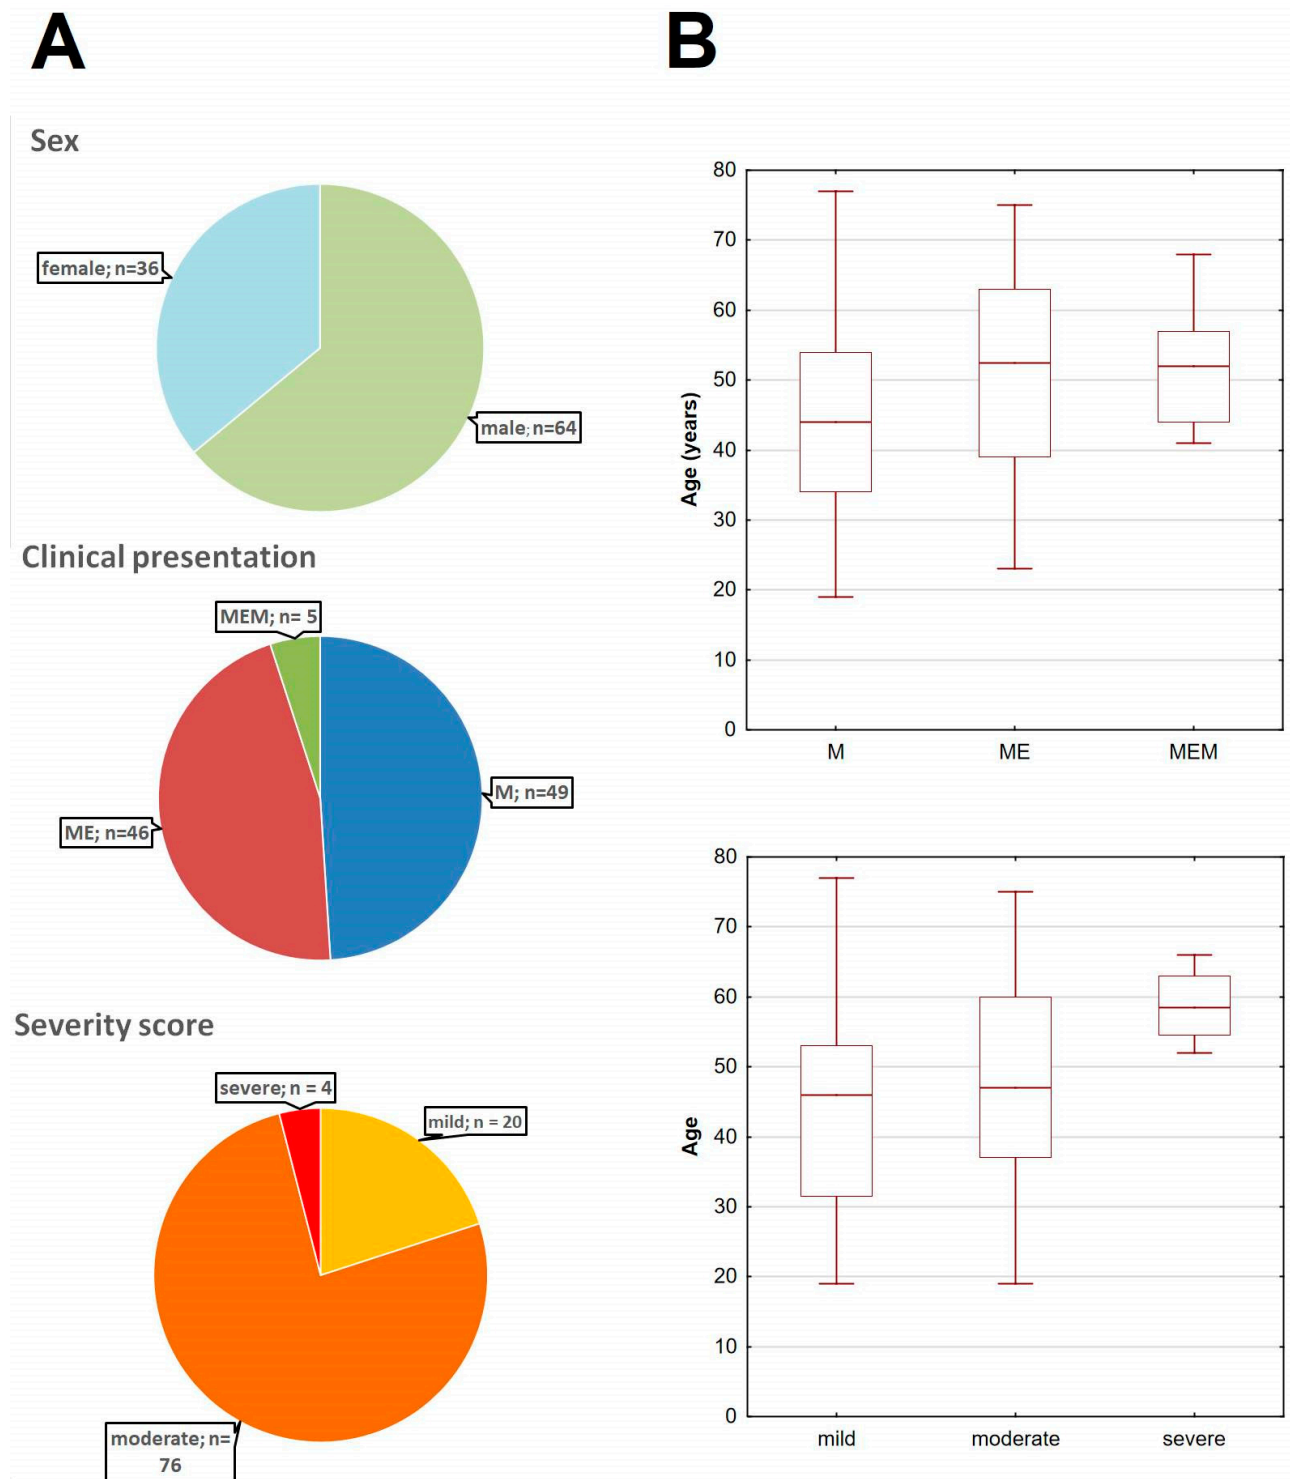 A
B
Sex
female; n=36
male; n=64
Clinical presentation
MEM; n= 5
M; n=49
ME; n=46
Severity score
severe; n = 4
mild; n = 20
moderate; n=
76
80
70
60
50
40
30
20
10
0
Age (years)
M ME MEM
80
70
60
50
40
30
20
10
0
Age
mild moderate severe